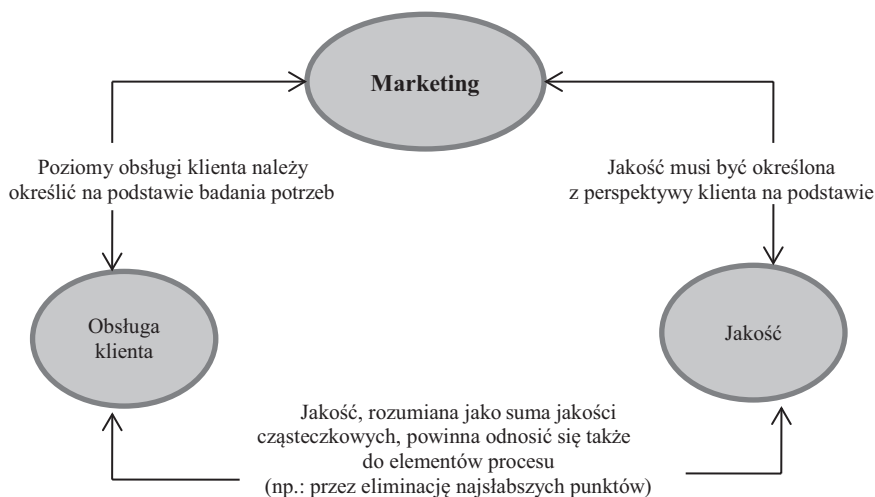 Marketing
Poziomy obsługi klienta należy
określić na podstawie badania potrzeb
Jakość musi być określona
z perspektywy klienta na podstawie
Obsługa
klienta
Jakość
Jakość, rozumiana jako suma jakości
cząsteczkowych, powinna odnosić się także
do elementów procesu
(np.: przez eliminację najsłabszych punktów)